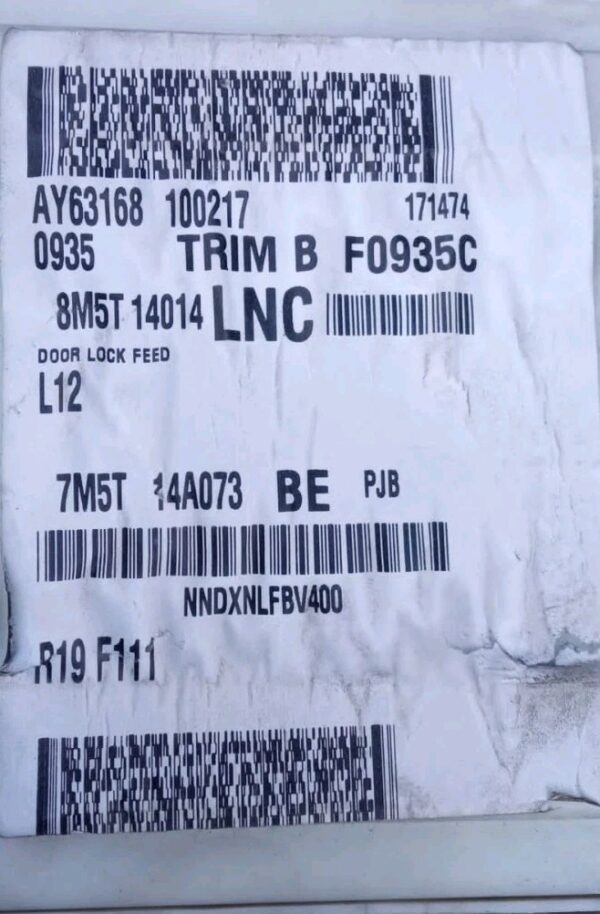 AY63168 100217 171474
0935 TRIM B F0935C
8M5T 14014 LNC
DOOR LOCK FEED
L12
7M5T 14A073 BE PJB
NNDXNLFBV400
R19 F111